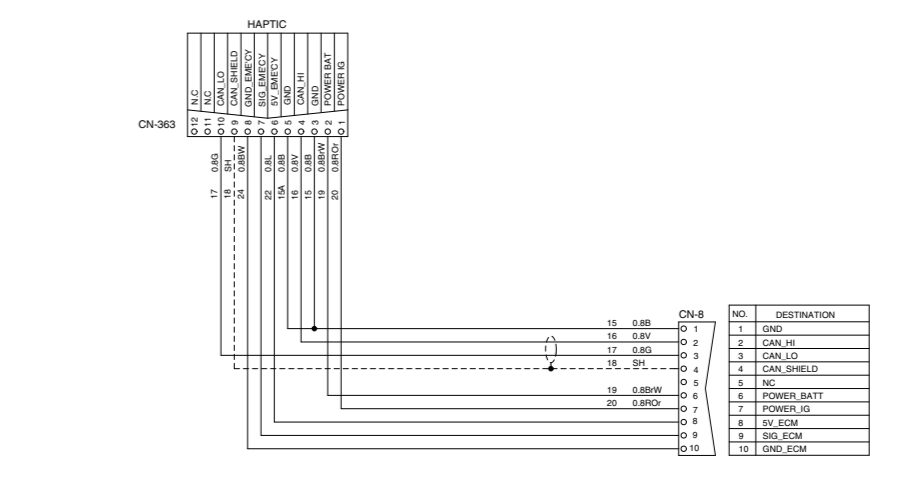 HAPTIC
N.C
N.C
CAN_LO
CAN_SHIELD
GND_EME'CY
SIG_EME'CY
5V_EME'CY
GND
CAN_HI
GND
POWER BAT
POWER IG
CN-363
12 11 10 9 8 7 6 5 4 3 2 1
17 0.8G
18 SH
24 0.8BW
22 0.8L
15A 0.8B
16 0.8V
15 0.8B
19 0.8BrW
20 0.8ROr
CN-8
15 0.8B 1
16 0.8V 2
17 0.8G 3
18 SH 4
5
19 0.8BrW 6
20 0.8ROr 7
8
9
10
NO. DESTINATION
1 GND
2 CAN_HI
3 CAN_LO
4 CAN_SHIELD
5 NC
6 POWER_BATT
7 POWER_IG
8 5V_ECM
9 SIG_ECM
10 GND_ECM